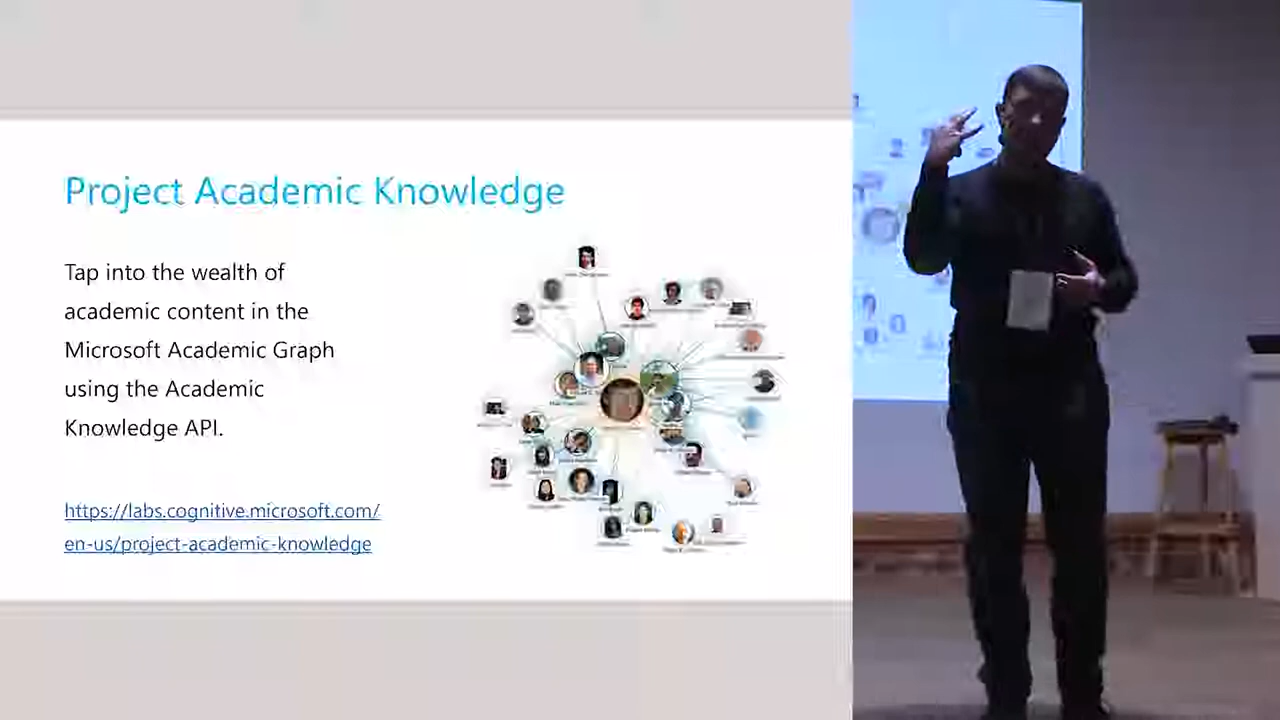 Project Academic Knowledge
Tap into the wealth of
academic content in the
Microsoft Academic Graph
using the Academic
Knowledge API.
https://labs.cognitive.microsoft.com/
en-us/project-academic-knowledge